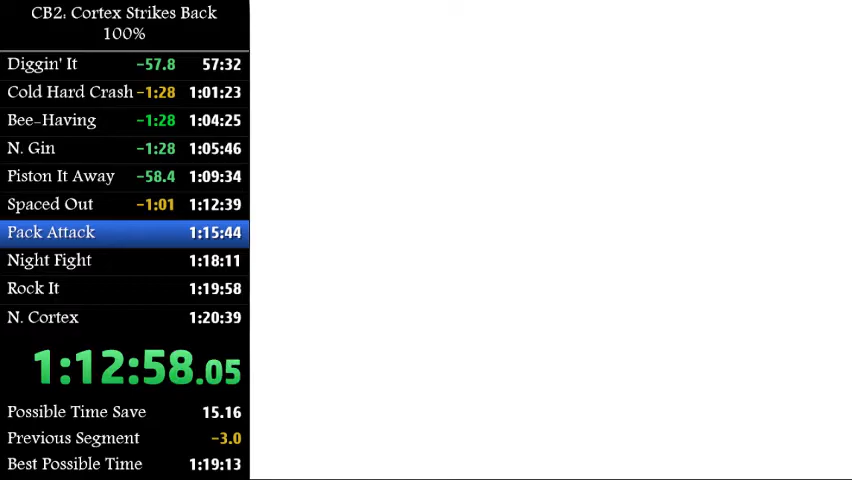 CB2: Cortex Strikes Back
100%
Diggin' It -57.8 57:32
Cold Hard Crash -1:28 1:01:23
Bee-Having -1:28 1:04:25
N. Gin -1:28 1:05:46
Piston It Away -58.4 1:09:34
Spaced Out -1:01 1:12:39
Pack Attack 1:15:44
Night Fight 1:18:11
Rock It 1:19:58
N. Cortex 1:20:39
1:12:58.05
Possible Time Save 15.16
Previous Segment -3.0
Best Possible Time 1:19:13